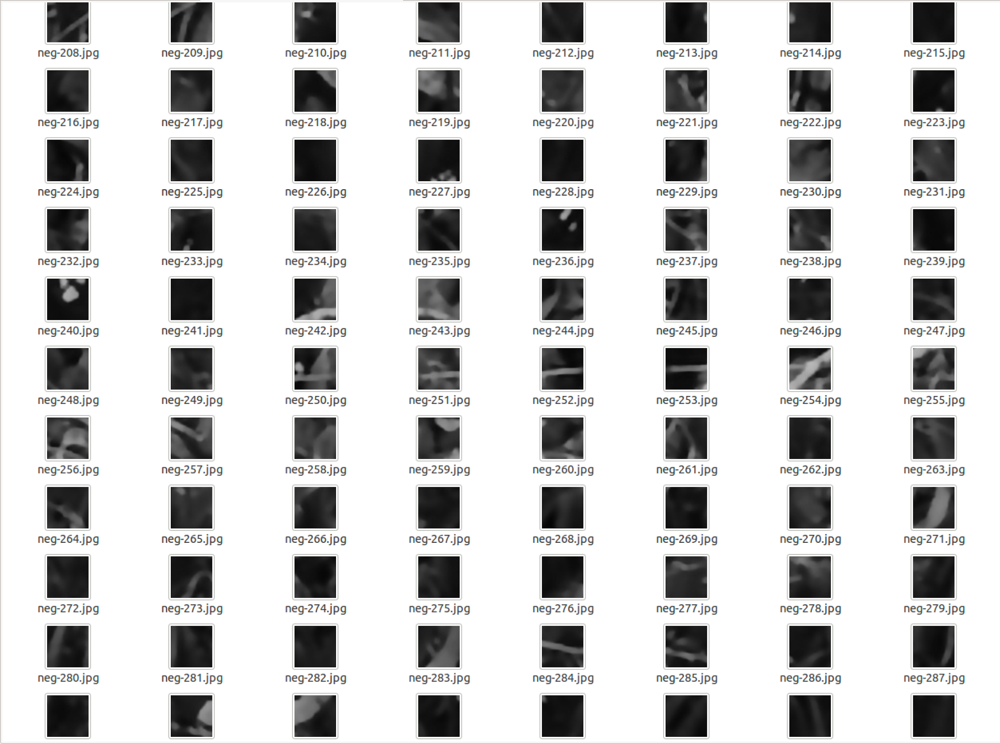 neg-208.jpg neg-209.jpg neg-210.jpg neg-211.jpg neg-212.jpg neg-213.jpg neg-214.jpg neg-215.jpg
neg-216.jpg neg-217.jpg neg-218.jpg neg-219.jpg neg-220.jpg neg-221.jpg neg-222.jpg neg-223.jpg
neg-224.jpg neg-225.jpg neg-226.jpg neg-227.jpg neg-228.jpg neg-229.jpg neg-230.jpg neg-231.jpg
neg-232.jpg neg-233.jpg neg-234.jpg neg-235.jpg neg-236.jpg neg-237.jpg neg-238.jpg neg-239.jpg
neg-240.jpg neg-241.jpg neg-242.jpg neg-243.jpg neg-244.jpg neg-245.jpg neg-246.jpg neg-247.jpg
neg-248.jpg neg-249.jpg neg-250.jpg neg-251.jpg neg-252.jpg neg-253.jpg neg-254.jpg neg-255.jpg
neg-256.jpg neg-257.jpg neg-258.jpg neg-259.jpg neg-260.jpg neg-261.jpg neg-262.jpg neg-263.jpg
neg-264.jpg neg-265.jpg neg-266.jpg neg-267.jpg neg-268.jpg neg-269.jpg neg-270.jpg neg-271.jpg
neg-272.jpg neg-273.jpg neg-274.jpg neg-275.jpg neg-276.jpg neg-277.jpg neg-278.jpg neg-279.jpg
neg-280.jpg neg-281.jpg neg-282.jpg neg-283.jpg neg-284.jpg neg-285.jpg neg-286.jpg neg-287.jpg